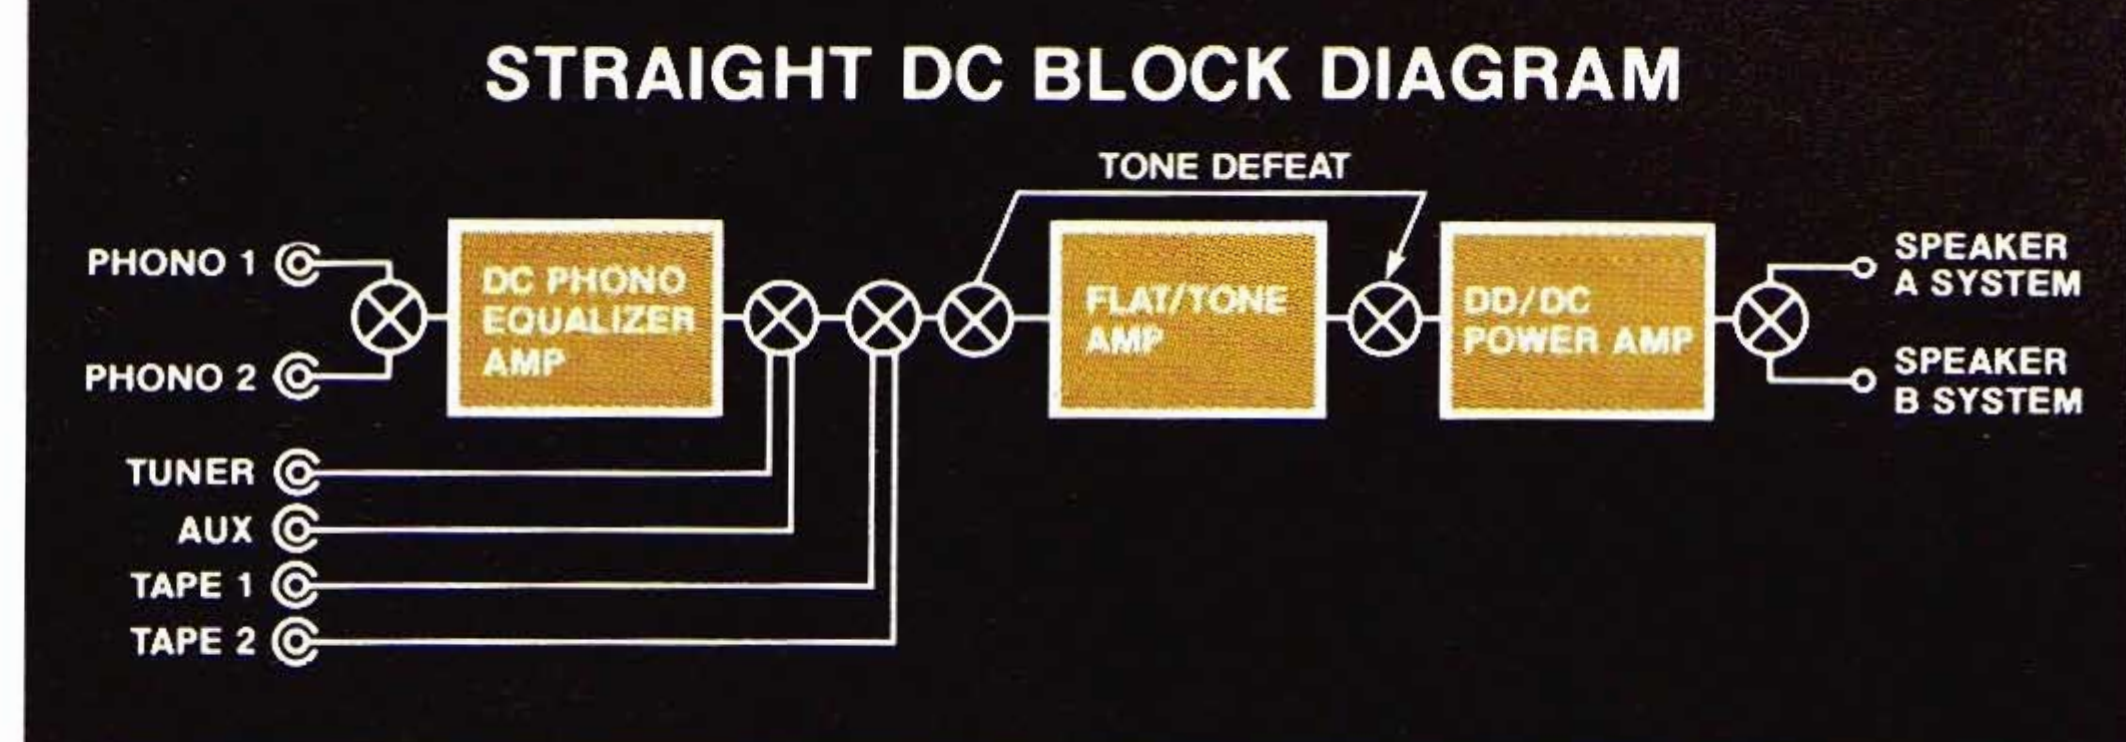 STRAIGHT DC BLOCK DIAGRAM
TONE DEFEAT
PHONO 1
PHONO 2
TUNER
AUX
TAPE 1
TAPE 2
DC PHONO
EQUALIZER
AMP
FLAT/TONE
AMP
DD/DC
POWER AMP
SPEAKER
A SYSTEM
SPEAKER
B SYSTEM